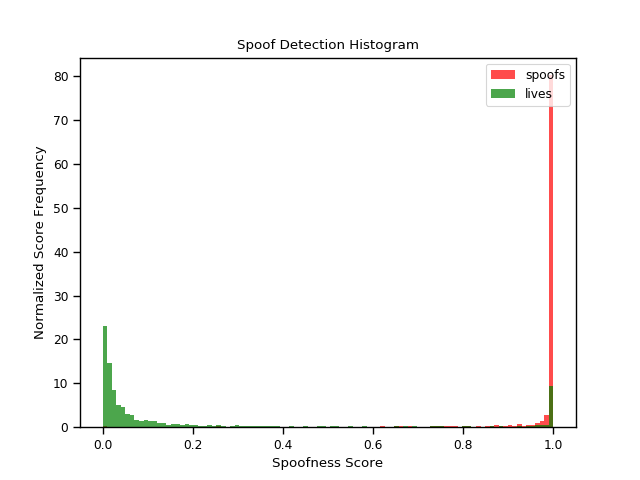 Spoof Detection Histogram
spoofs
lives
Normalized Score Frequency
80
70
60
50
40
30
20
10
0
0.0 0.2 0.4 0.6 0.8 1.0
Spoofness Score